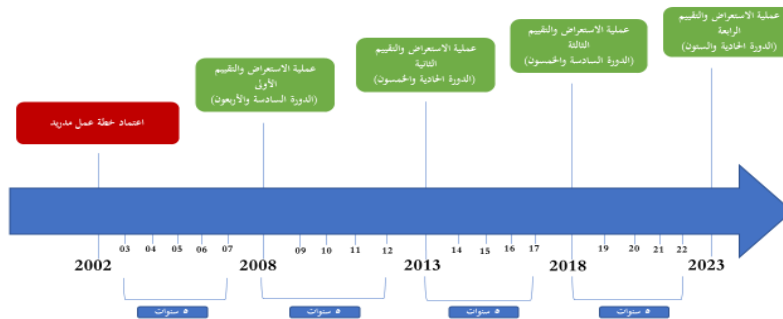 عملية الاستعراض والتقييم
الرابعة
(الدورة الحادية والستون)
عملية الاستعراض والتقييم
الثالثة
(الدورة السادسة والخمسون)
عملية الاستعراض والتقييم
الثانية
(الدورة الحادية والخمسون)
عملية الاستعراض والتقييم
الأولى
(الدورة السادسة والأربعون)
اعتماد خطة عمل مدريد
2002 03 04 05 06 07 2008 09 10 11 12 2013 14 15 16 17 2018 19 20 21 22 2023
٥ سنوات
٥ سنوات
٥ سنوات
٥ سنوات